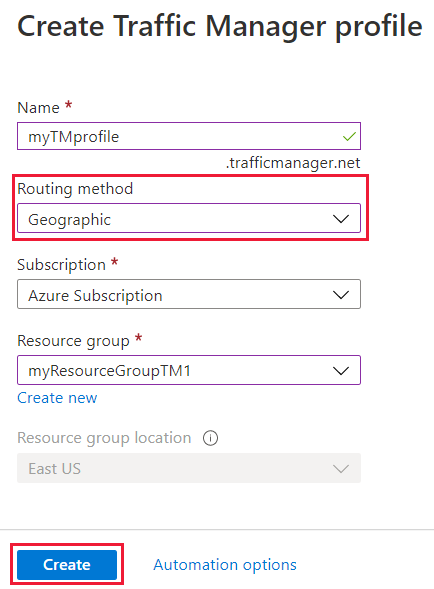 Create Traffic Manager profile
Name *
myTMprofile
.trafficmanager.net
Routing method
Geographic
Subscription *
Azure Subscription
Resource group *
myResourceGroupTM1
Create new
Resource group location
East US
Create Automation options